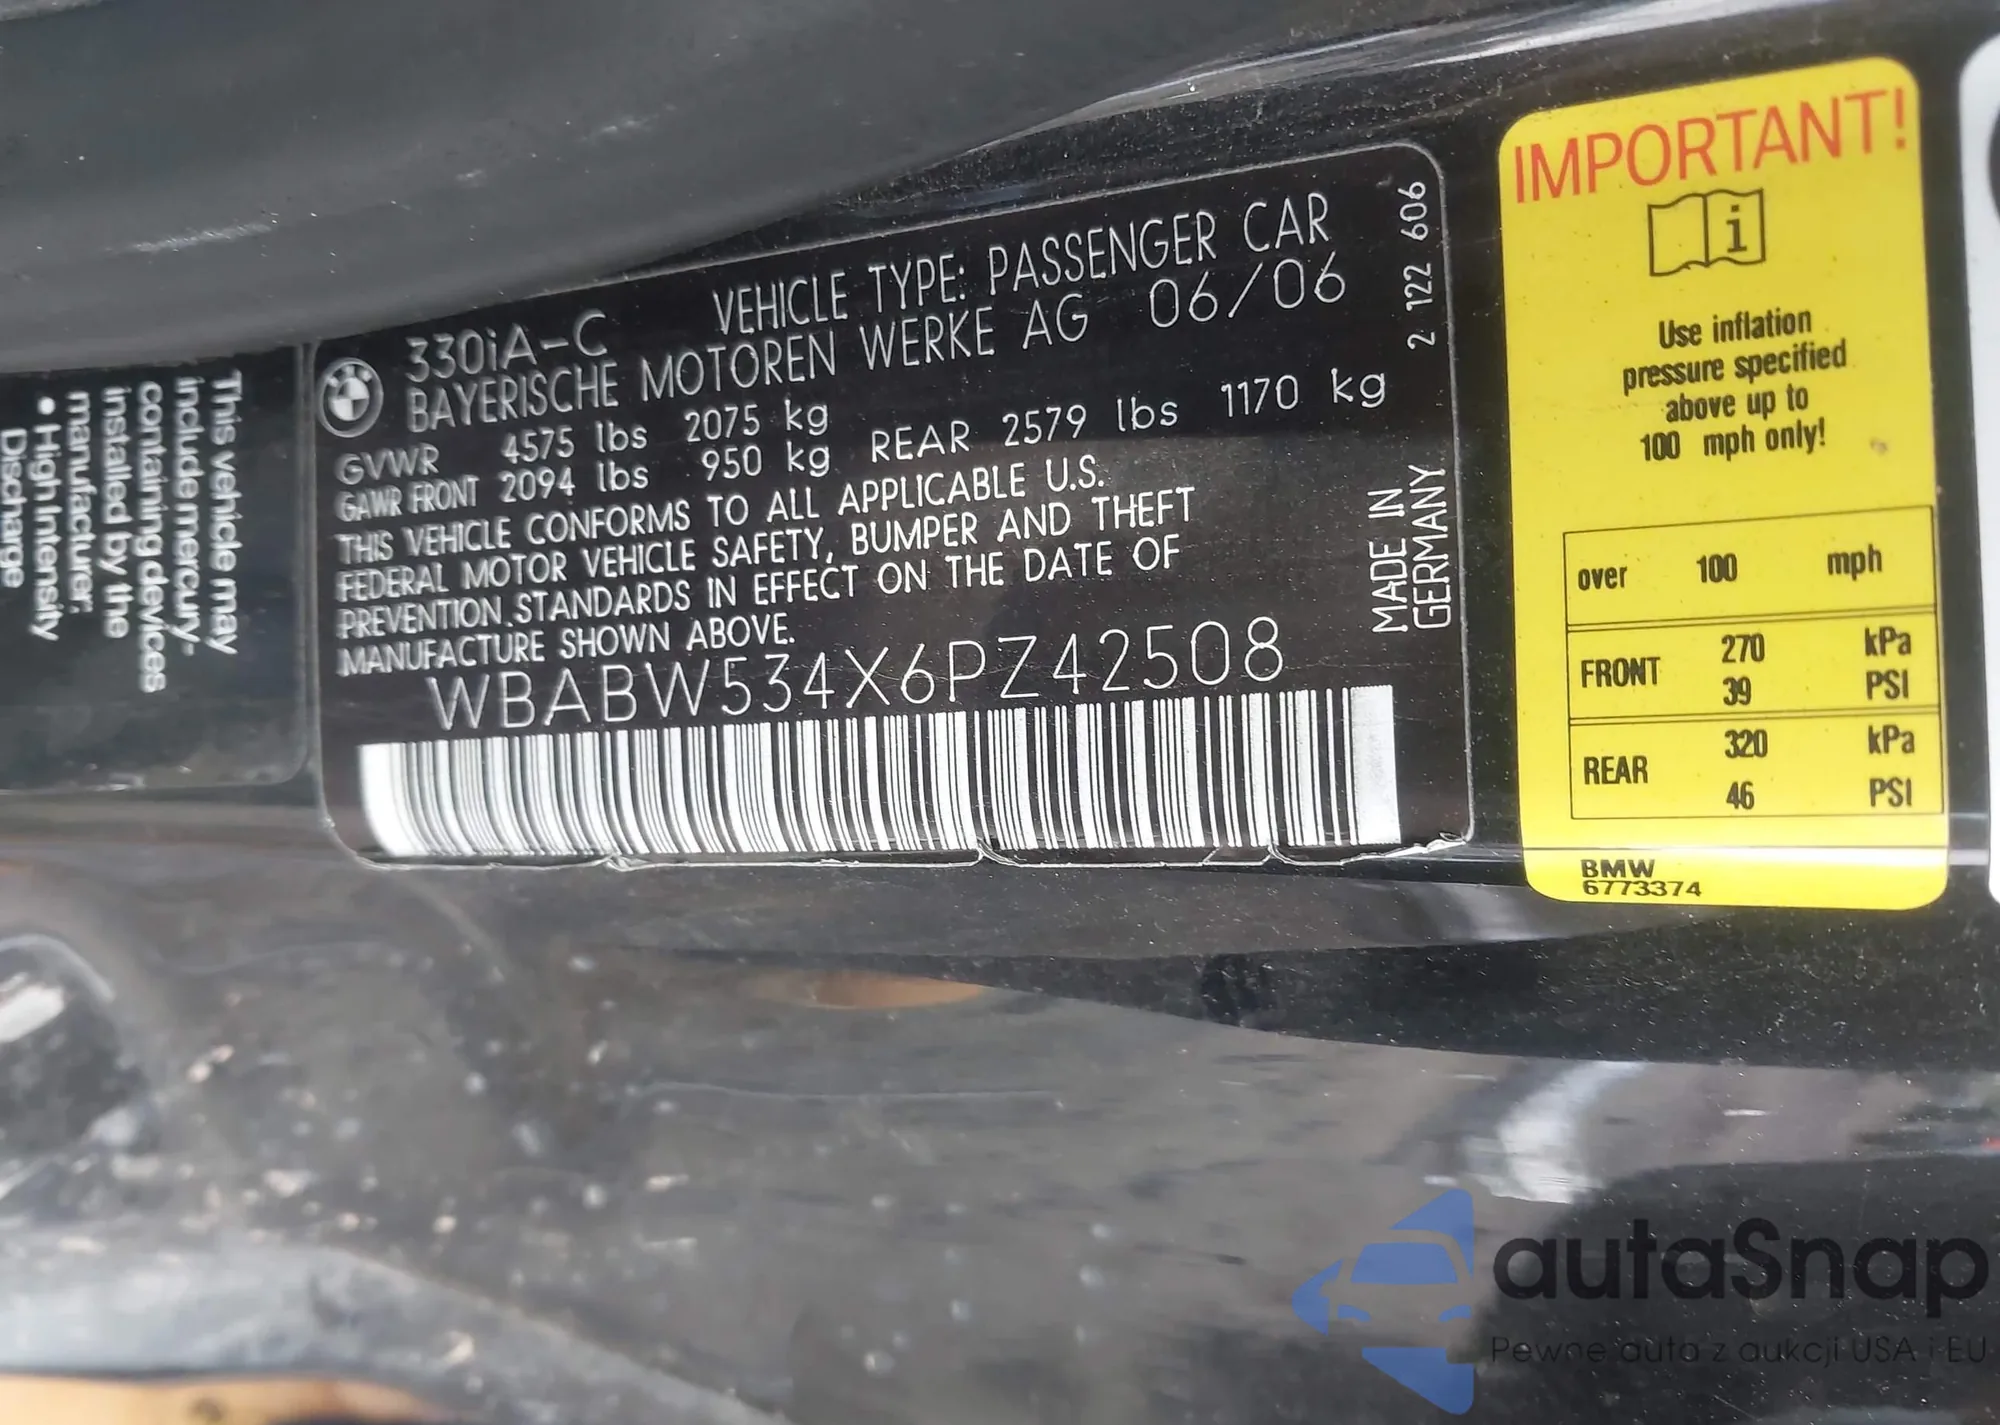 This vehicle may
include mercury-
containing devices
installed by the
manufacturer:
• High Intensity
Discharge
330iA-C VEHICLE TYPE: PASSENGER CAR
BAYERISCHE MOTOREN WERKE AG 06/06
GVWR 4575 lbs 2075 kg
GAWR FRONT 2094 lbs 950 kg REAR 2579 lbs 1170 kg
THIS VEHICLE CONFORMS TO ALL APPLICABLE U.S.
FEDERAL MOTOR VEHICLE SAFETY, BUMPER AND THEFT
PREVENTION STANDARDS IN EFFECT ON THE DATE OF
MANUFACTURE SHOWN ABOVE.
WBABW534X6PZ42508
2 122 606
MADE IN
GERMANY
IMPORTANT!
i
Use inflation
pressure specified
above up to
100 mph only!
over 100 mph
FRONT 270 kPa
39 PSI
REAR 320 kPa
46 PSI
BMW
6773374
autaSnap
Pewne auto z aukcji USA i EU